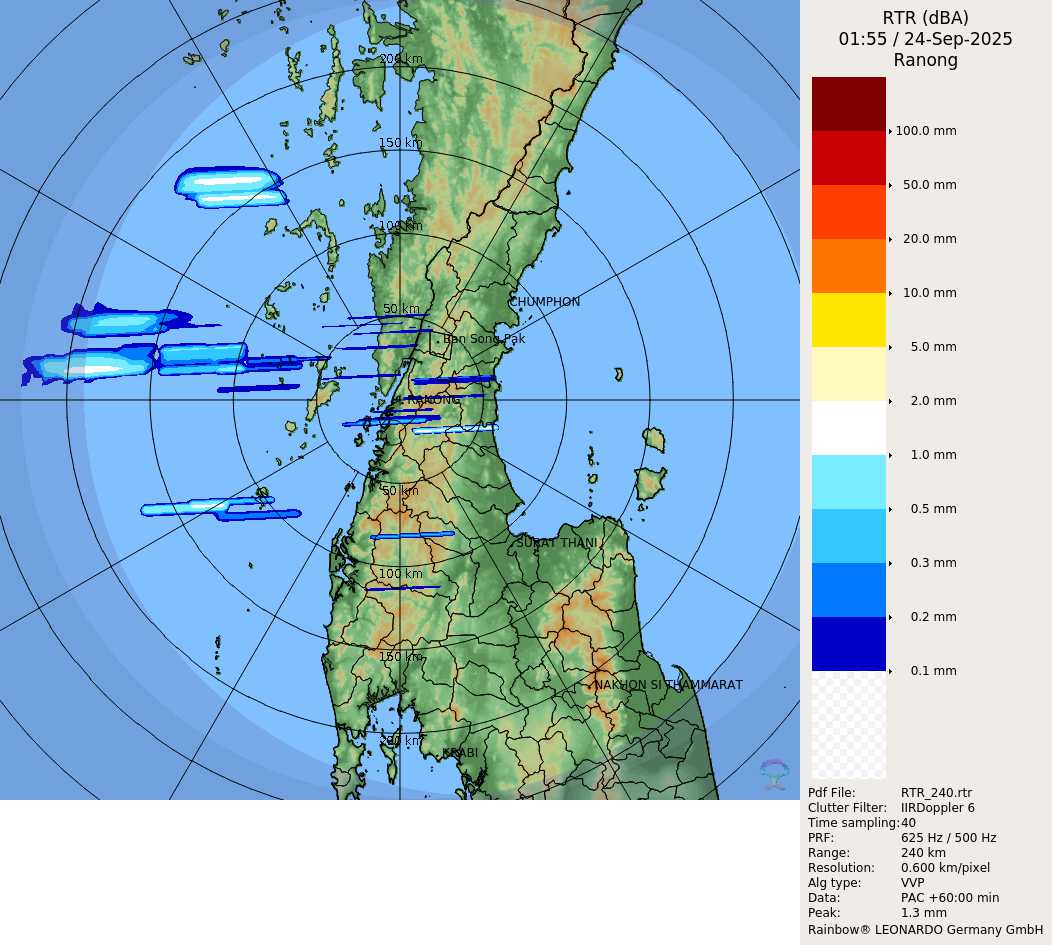 RTR (dBA)
01:55 / 24-Sep-2025
Ranong
200 km
150 km
100 km
50 km
CHUMPHON
Ban Song Pak
RANONG
50 km
SURAT THANI
100 km
150 km
NAKHON SI THAMMARAT
200 km
KRABI
100.0 mm
50.0 mm
20.0 mm
10.0 mm
5.0 mm
2.0 mm
1.0 mm
0.5 mm
0.3 mm
0.2 mm
0.1 mm
Pdf File: RTR_240.rtr
Clutter Filter: IIRDoppler 6
Time sampling:40
PRF: 625 Hz / 500 Hz
Range: 240 km
Resolution: 0.600 km/pixel
Alg type: VVP
Data: PAC +60:00 min
Peak: 1.3 mm
Rainbow® LEONARDO Germany GmbH